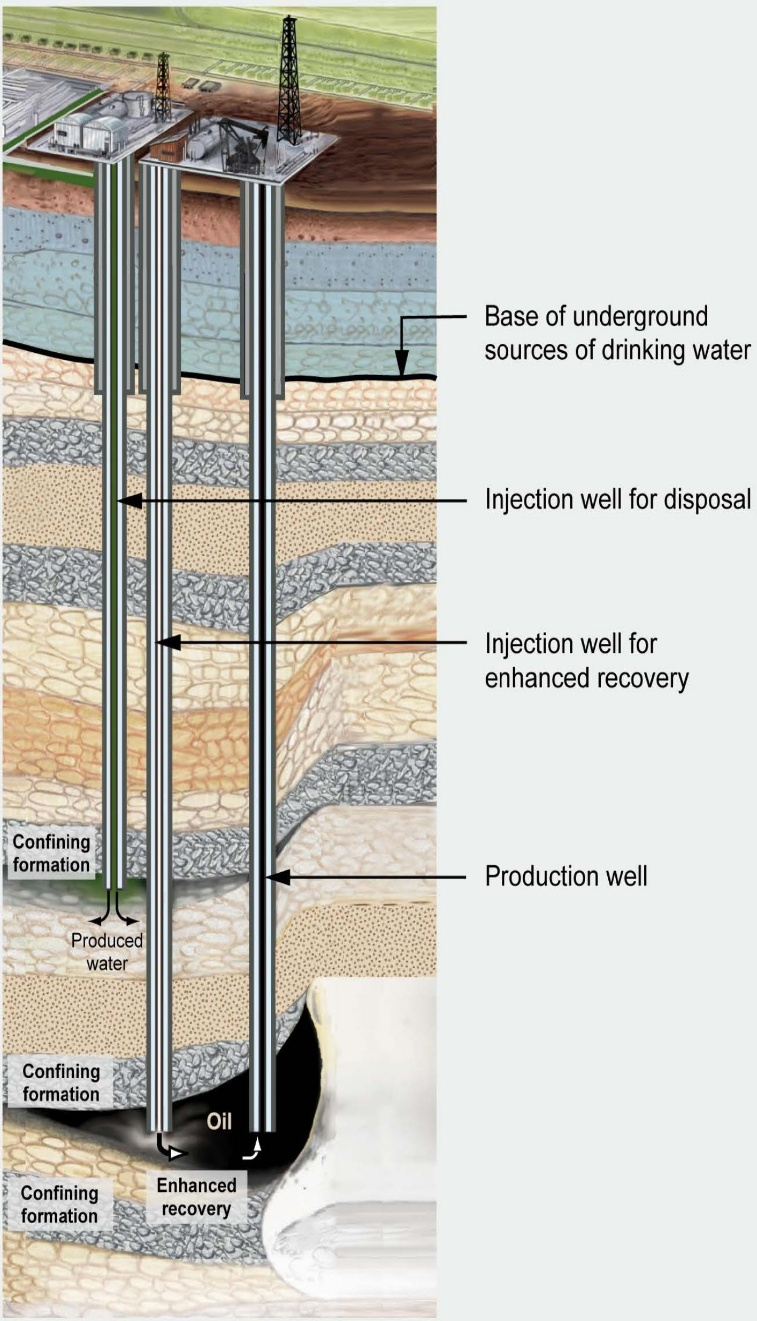 Base of underground
sources of drinking water
Injection well for disposal
Injection well for
enhanced recovery
Confining
formation
Production well
Produced
water
Confining
formation
Oil
Enhanced
recovery
Confining
formation